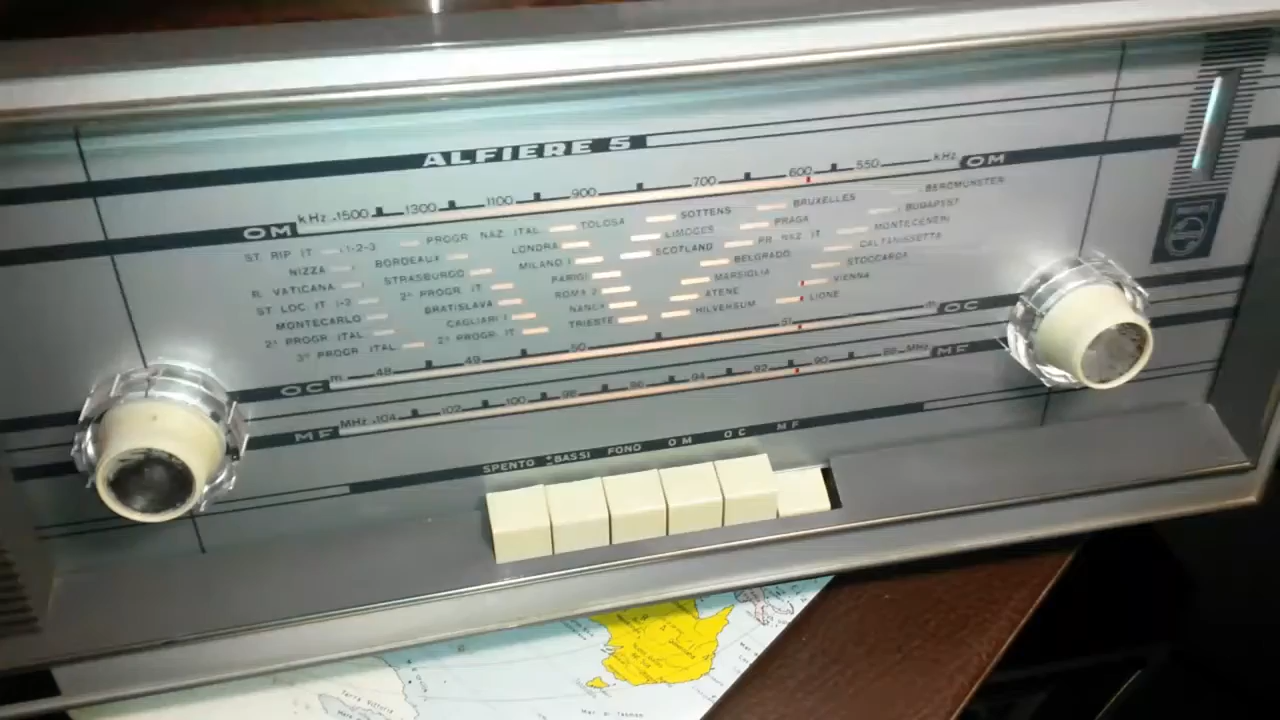 ALFIERE 5
OM kHz 1500 1300 1100 900 700 600 550 kHz OM
ST. RIP IT 1-2-3
NIZZA
R. VATICANA
ST LOC IT 1-2
MONTECARLO
2° PROGR ITAL
3° PROGR ITAL
PROGR NAZ ITAL
BORDEAUX
STRASBURGO
2° PROGR IT
BRATISLAVA
CAGLIARI 1
2° PROGR IT
TOLOSA
LONDRA
MILANO 1
PARIGI
ROMA 2
NANCY
TRIESTE
SOTTENS
LIMOGES
SCOTLAND
BELGRADO
MARSIGLIA
ATENE
HILVERSUM
BRUXELLES
PRAGA
PR NAZ IT
BEROMUNSTER
BUDAPEST
MONTECENERI
CALTANISSETTA
STOCCARDA
VIENNA
LIONE
OC m 48 49 50 51 m OC
MF MHz 104 102 100 98 96 94 92 90 88 MHz MF
SPENTO BASSI FONO OM OC MF